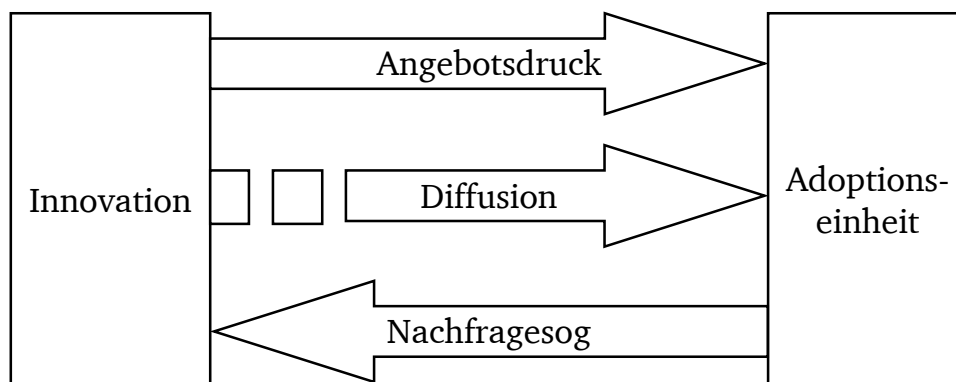 Angebotsdruck
Innovation
Diffusion
Adoptions-
einheit
Nachfragesog